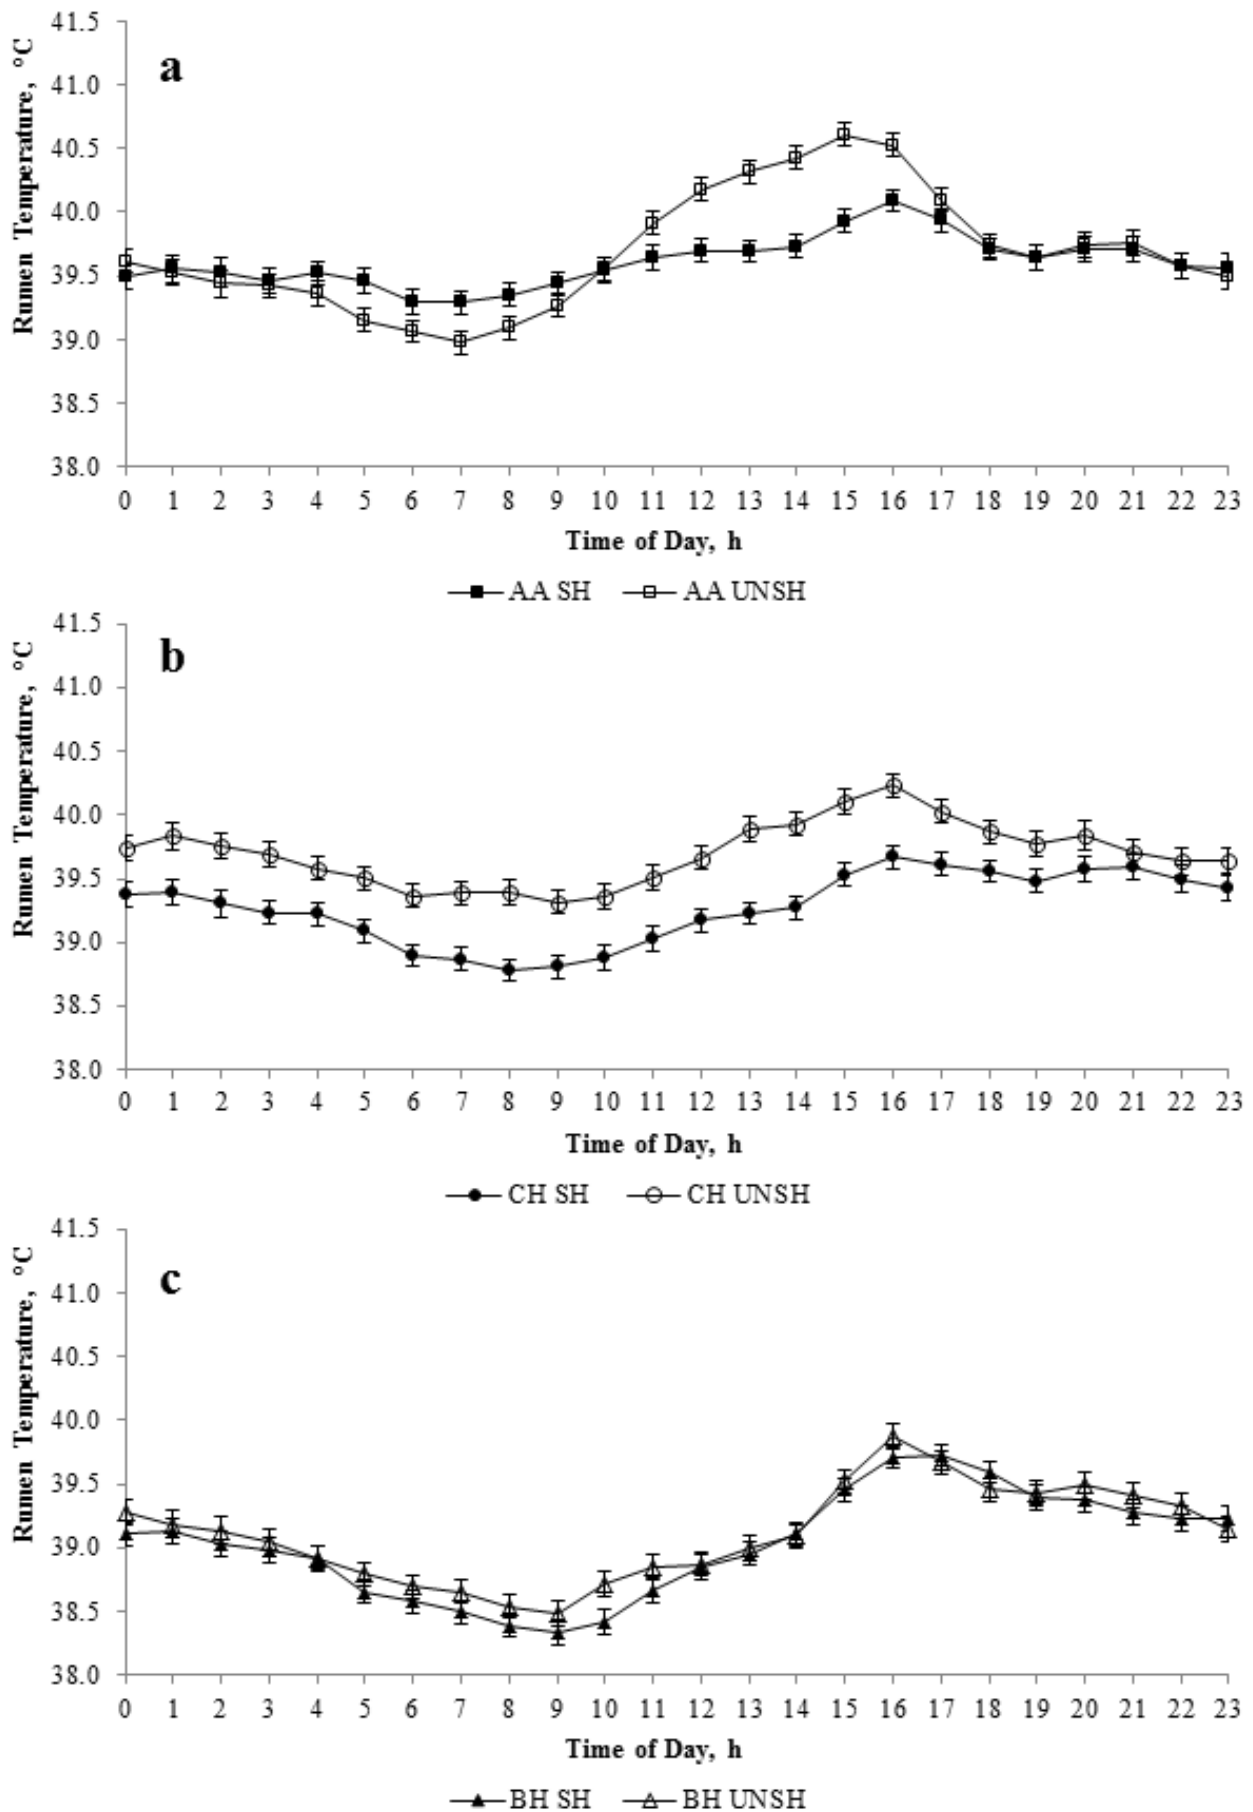 a
Rumen Temperature, °C
41.5
41.0
40.5
40.0
39.5
39.0
38.5
38.0
0 1 2 3 4 5 6 7 8 9 10 11 12 13 14 15 16 17 18 19 20 21 22 23
Time of Day, h
AA SH AA UNSH
b
Rumen Temperature, °C
41.5
41.0
40.5
40.0
39.5
39.0
38.5
38.0
0 1 2 3 4 5 6 7 8 9 10 11 12 13 14 15 16 17 18 19 20 21 22 23
Time of Day, h
CH SH CH UNSH
c
Rumen Temperature, °C
41.5
41.0
40.5
40.0
39.5
39.0
38.5
38.0
0 1 2 3 4 5 6 7 8 9 10 11 12 13 14 15 16 17 18 19 20 21 22 23
Time of Day, h
BH SH BH UNSH